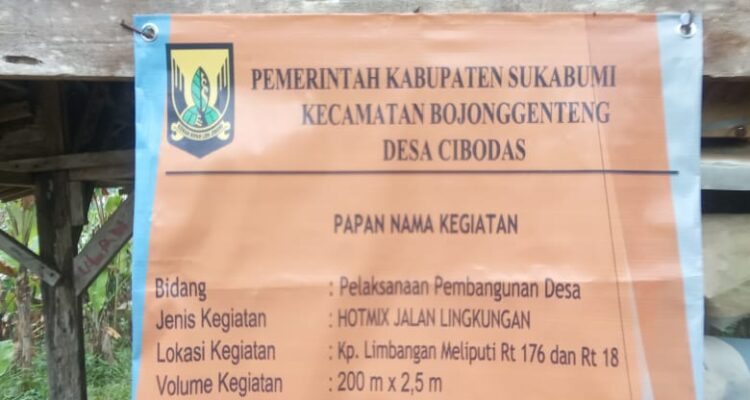 PEMERINTAH KABUPATEN SUKABUMI
KECAMATAN BOJONGGENTENG
DESA CIBODAS
PAPAN NAMA KEGIATAN
Bidang : Pelaksanaan Pembangunan Desa
Jenis Kegiatan : HOTMIX JALAN LINGKUNGAN
Lokasi Kegiatan : Kp. Limbangan Meliputi Rt 176 dan Rt 18
Volume Kegiatan : 200 m x 2,5 m